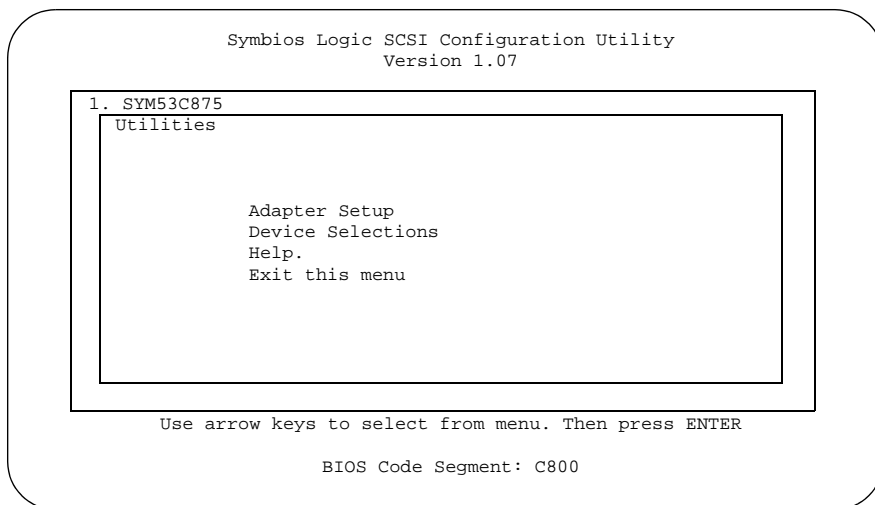 Symbios Logic SCSI Configuration Utility
Version 1.07
1. SYM53C875
Utilities
Adapter Setup
Device Selections
Help.
Exit this menu
Use arrow keys to select from menu. Then press ENTER
BIOS Code Segment: C800